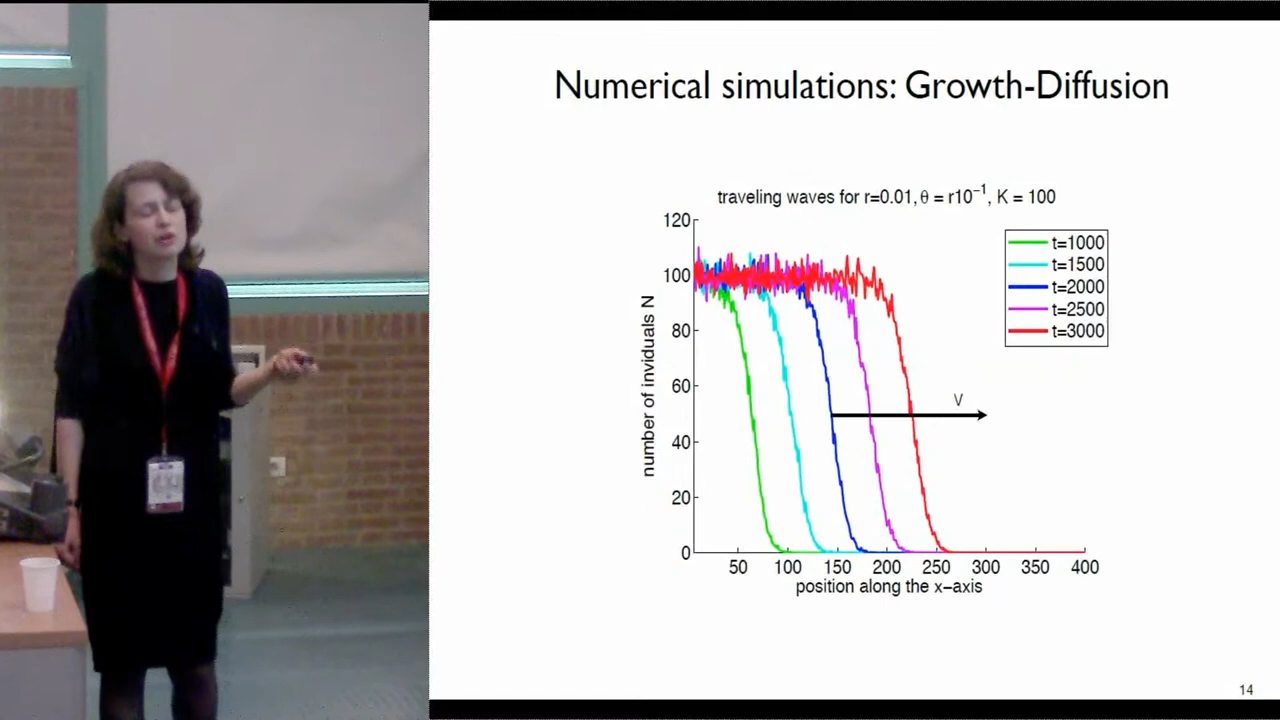 Numerical simulations: Growth-Diffusion
traveling waves for r=0.01, θ = r10⁻¹, K = 100
t=1000
t=1500
t=2000
t=2500
t=3000
number of inviduals N
120
100
80
60
40
20
0
V
50 100 150 200 250 300 350 400
position along the x-axis
14